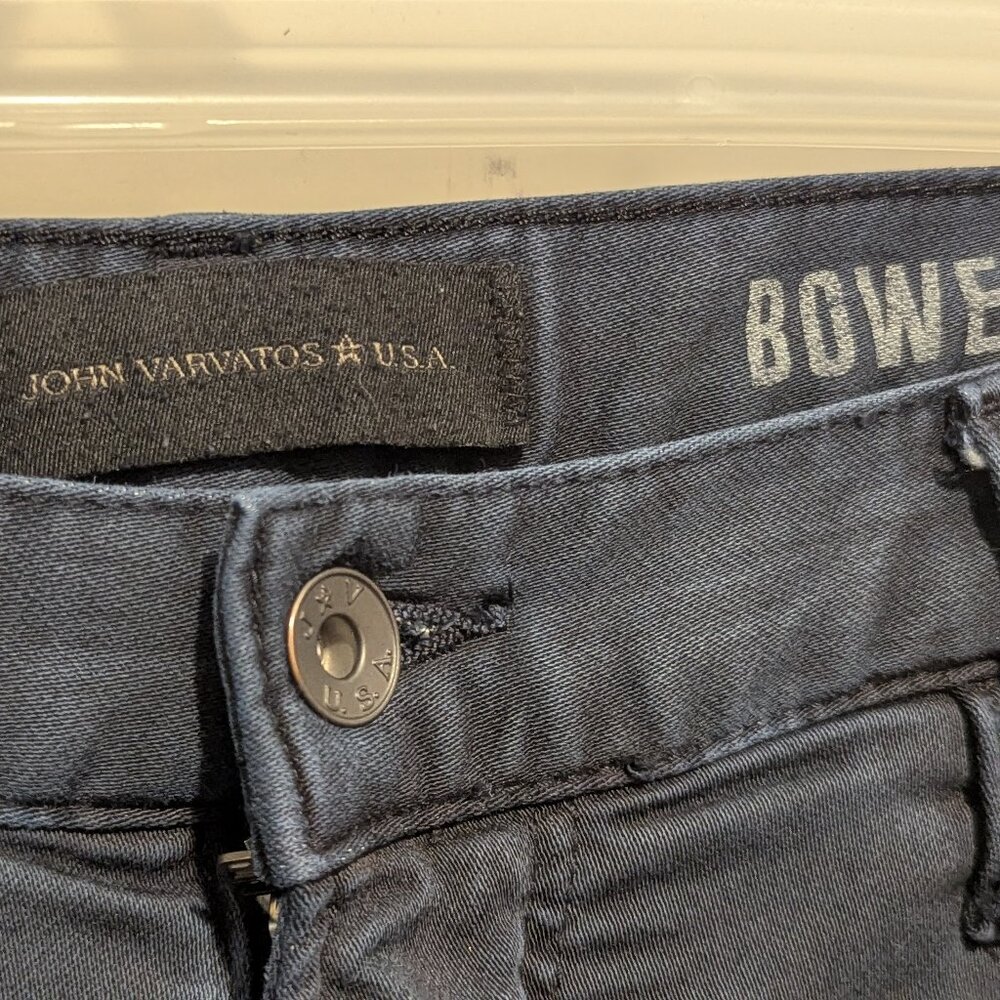 JOHN VARVATOS ★ U.S.A.
BOWE
J ★ V
U.S.A.